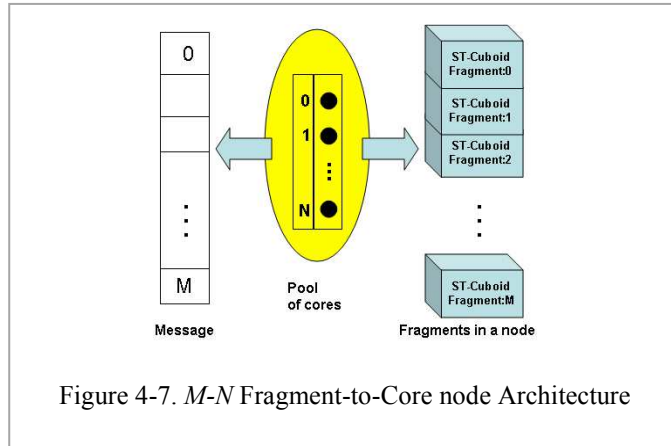 0
M
Message
0
1
N
Pool
of cores
ST-Cuboid
Fragment:0
ST-Cuboid
Fragment:1
ST-Cuboid
Fragment:2
ST-Cuboid
Fragment:M
Fragments in a node
Figure 4-7. M-N Fragment-to-Core node Architecture